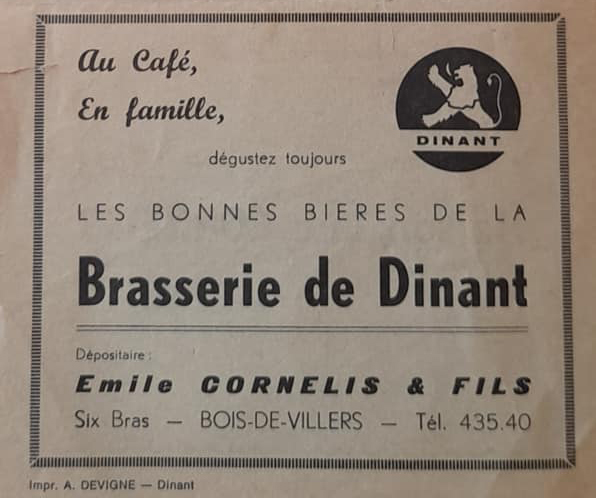 Au Café,
En famille,
DINANT
dégustez toujours
LES BONNES BIERES DE LA
Brasserie de Dinant
Dépositaire :
Emile CORNELIS & FILS
Six Bras — BOIS-DE-VILLERS — Tél. 435.40
Impr. A. DEVIGNE — Dinant